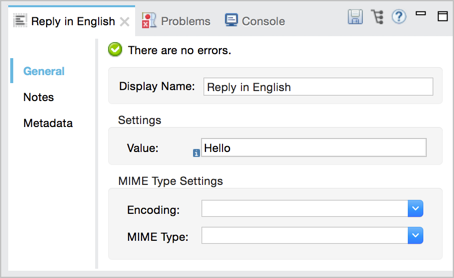 Reply in English Problems Console
There are no errors.
General
Notes
Metadata
Display Name: Reply in English
Settings
Value: Hello
MIME Type Settings
Encoding:
MIME Type: